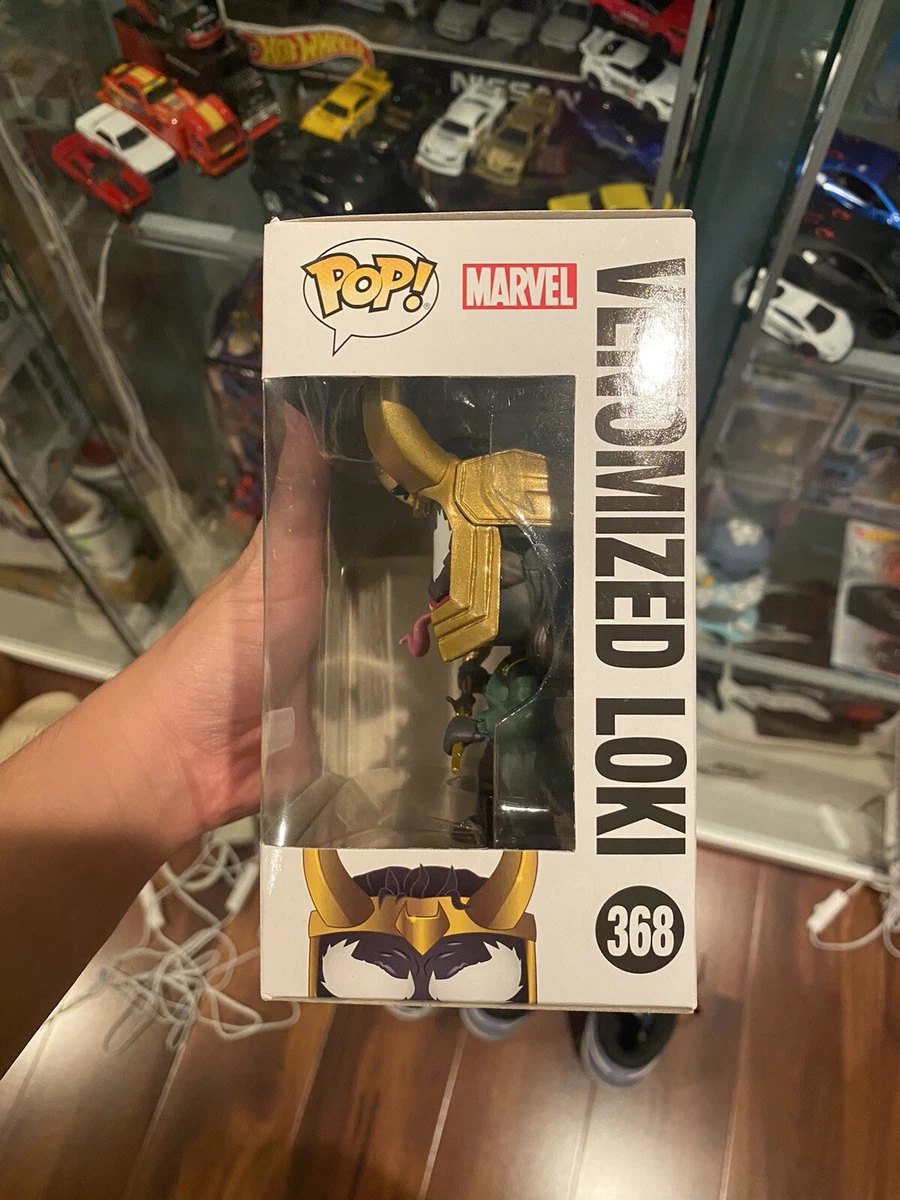 HOT WHEELS
NISSAN
POP!
MARVEL
VENOMIZED LOKI
368